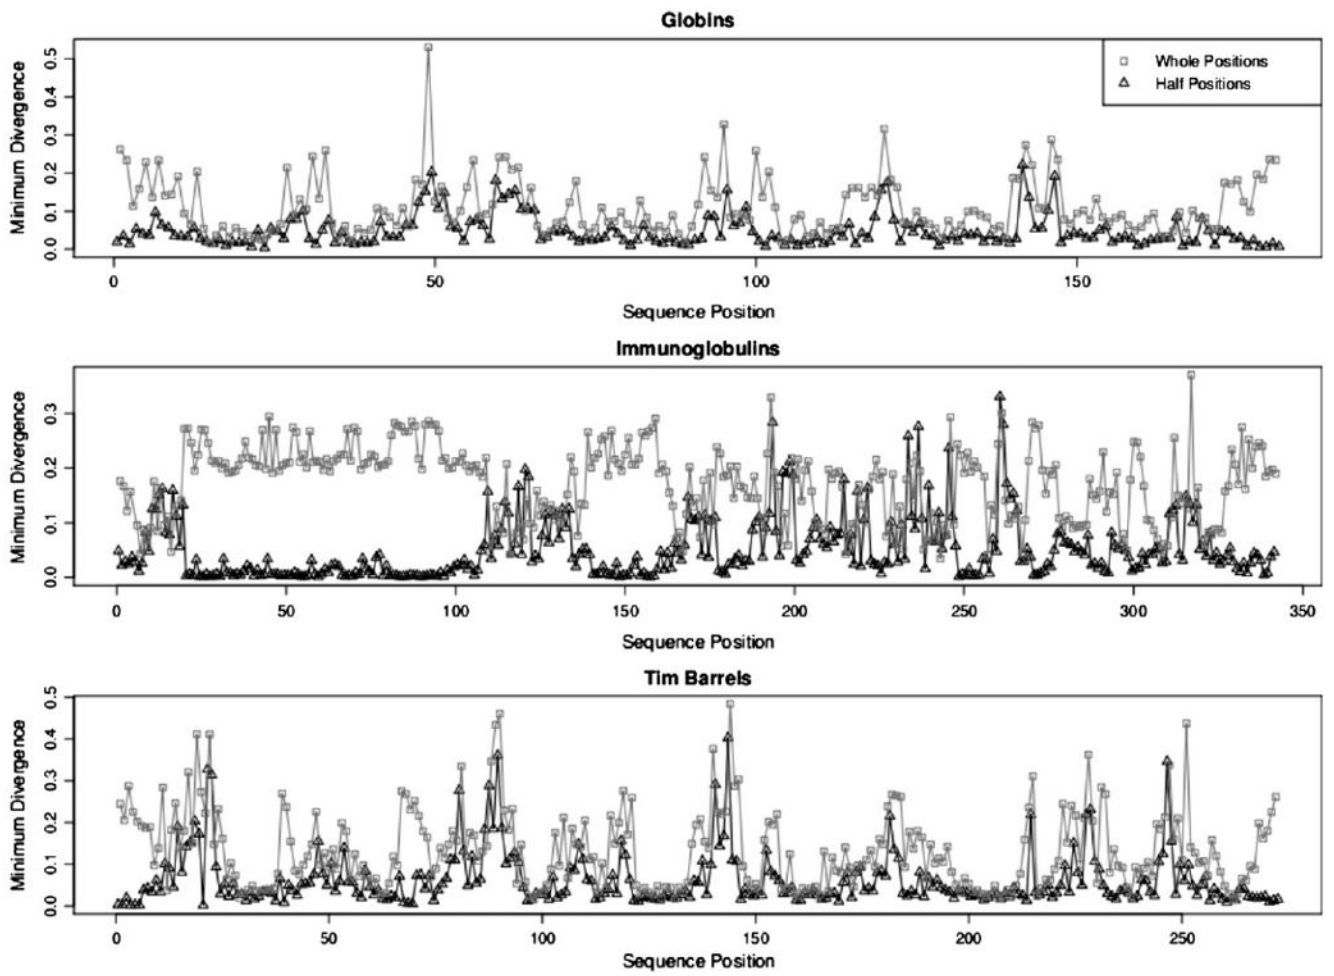 Globins
Minimum Divergence
0.5
0.4
0.3
0.2
0.1
0.0
Whole Positions
Half Positions
0 50 100 150
Sequence Position
Immunoglobulins
Minimum Divergence
0.3
0.2
0.1
0.0
0 50 100 150 200 250 300 350
Sequence Position
Tim Barrels
Minimum Divergence
0.5
0.4
0.3
0.2
0.1
0.0
0 50 100 150 200 250
Sequence Position